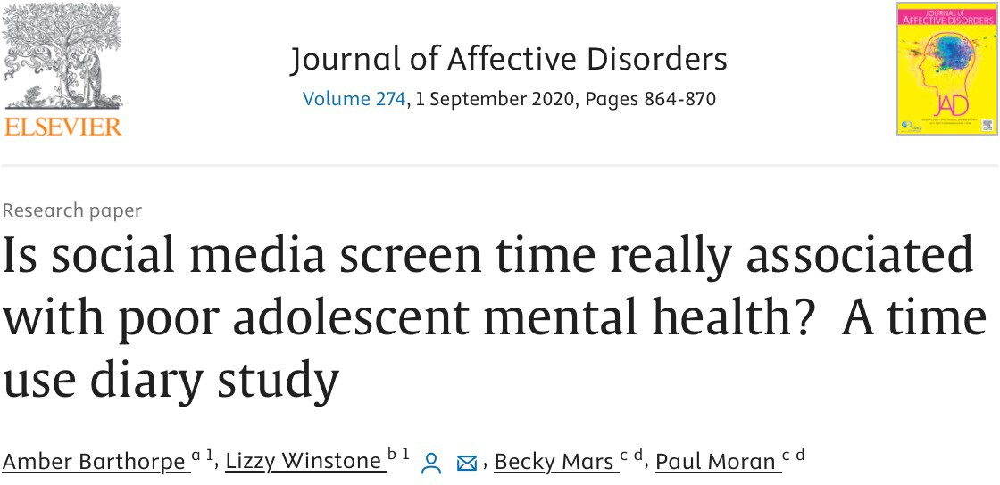 ELSEVIER
Journal of Affective Disorders
Volume 274, 1 September 2020, Pages 864-870
JOURNAL of
AFFECTIVE DISORDERS
JAD
Research paper
Is social media screen time really associated
with poor adolescent mental health? A time
use diary study
Amber Barthorpe a 1, Lizzy Winstone b 1, Becky Mars c d, Paul Moran c d